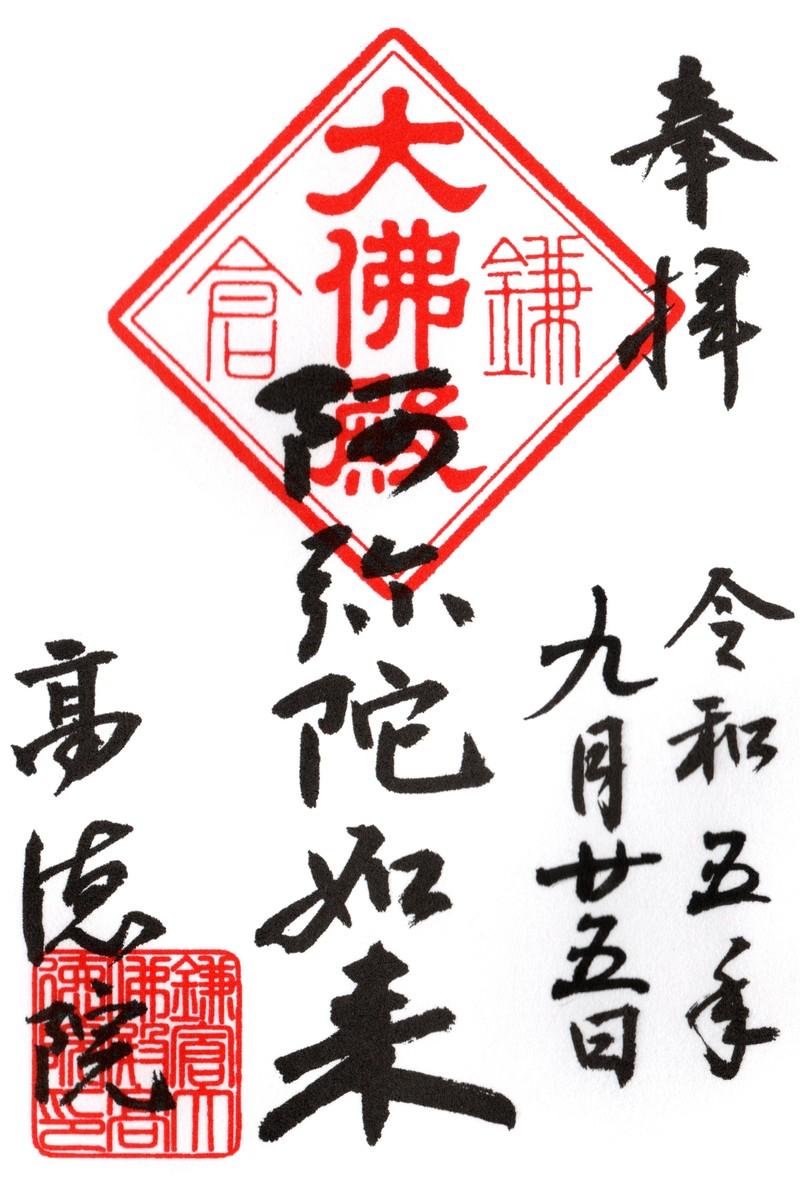 奉拝
令和五年
九月廿五日
鎌倉
大佛殿
阿弥陀如来
高徳院
鎌倉大佛殿高徳院印